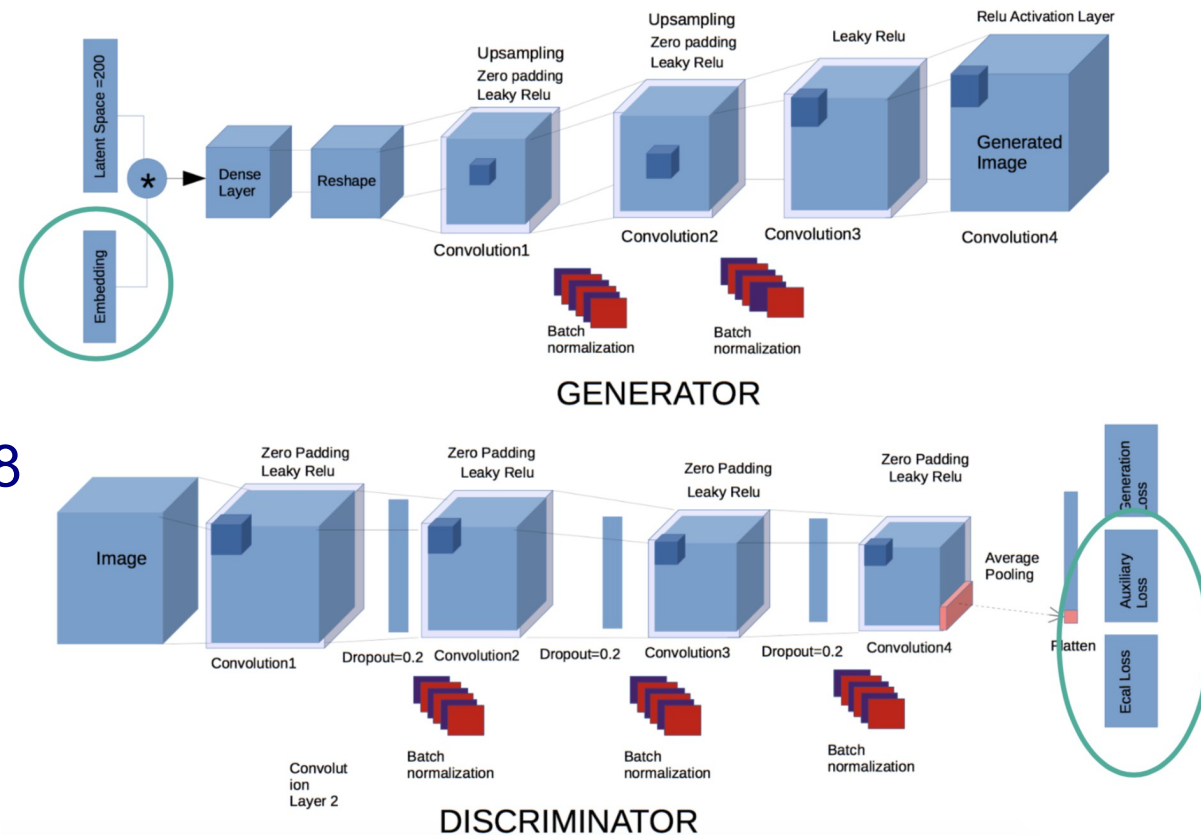 Upsampling
Zero padding
Leaky Relu
Upsampling
Zero padding
Leaky Relu
Leaky Relu
Relu Activation Layer
Latent Space =200
*
Embedding
Dense
Layer
Reshape
Generated
Image
Convolution1
Convolution2
Convolution3
Convolution4
Batch
normalization
Batch
normalization
GENERATOR
8
Zero Padding
Leaky Relu
Zero Padding
Leaky Relu
Zero Padding
Leaky Relu
Zero Padding
Leaky Relu
Image
Average
Pooling
Generation
Loss
Auxiliary
Loss
Ecal Loss
Flatten
Convolution1
Dropout=0.2
Convolution2
Dropout=0.2
Convolution3
Dropout=0.2
Convolution4
Batch
normalization
Batch
normalization
Batch
normalization
Convolut
ion
Layer 2
DISCRIMINATOR